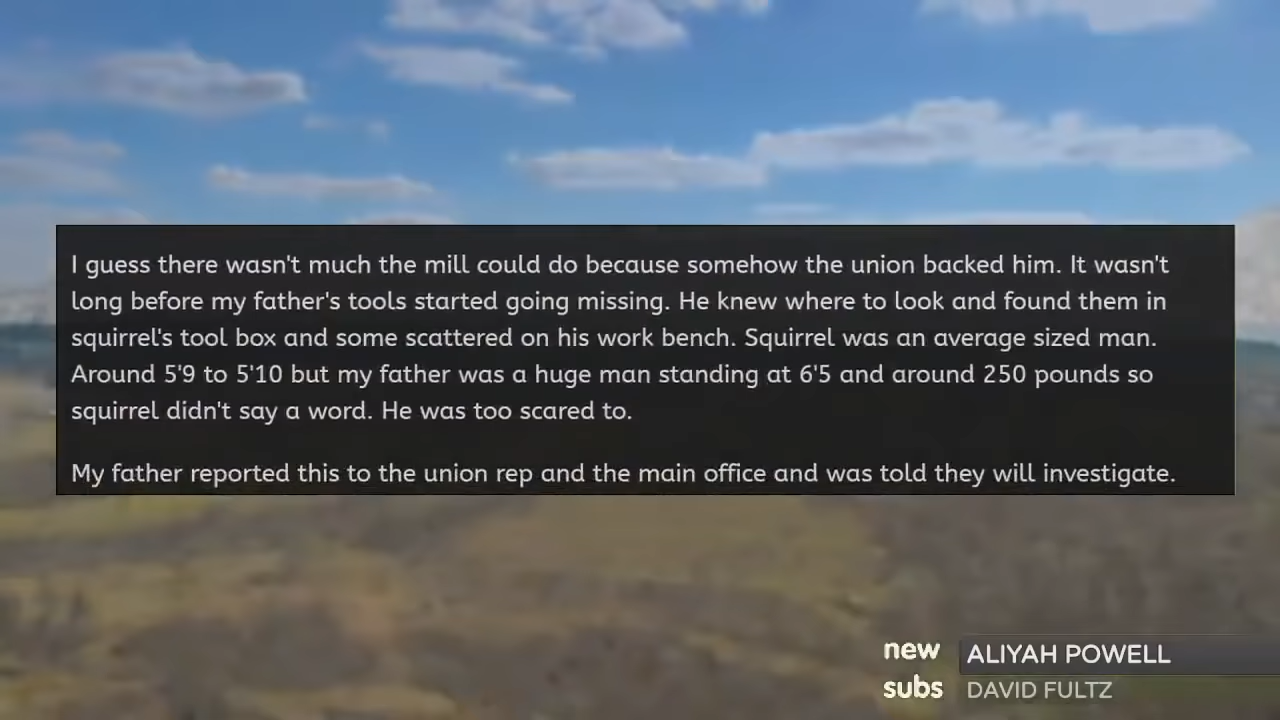 I guess there wasn't much the mill could do because somehow the union backed him. It wasn't
long before my father's tools started going missing. He knew where to look and found them in
squirrel's tool box and some scattered on his work bench. Squirrel was an average sized man.
Around 5'9 to 5'10 but my father was a huge man standing at 6'5 and around 250 pounds so
squirrel didn't say a word. He was too scared to.
My father reported this to the union rep and the main office and was told they will investigate.
new
ALIYAH POWELL
subs
DAVID FULTZ